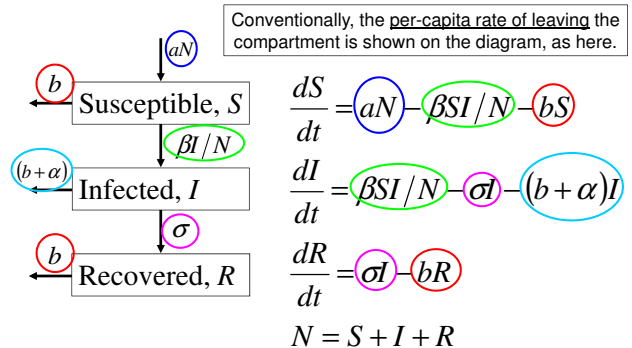 Conventionally, the per-capita rate of leaving the
compartment is shown on the diagram, as here.
aN
b
Susceptible, S
βI/N
(b+α)
Infected, I
σ
b
Recovered, R
dS/dt = aN − βSI/N − bS
dI/dt = βSI/N − σI − (b+α)I
dR/dt = σI − bR
N = S + I + R